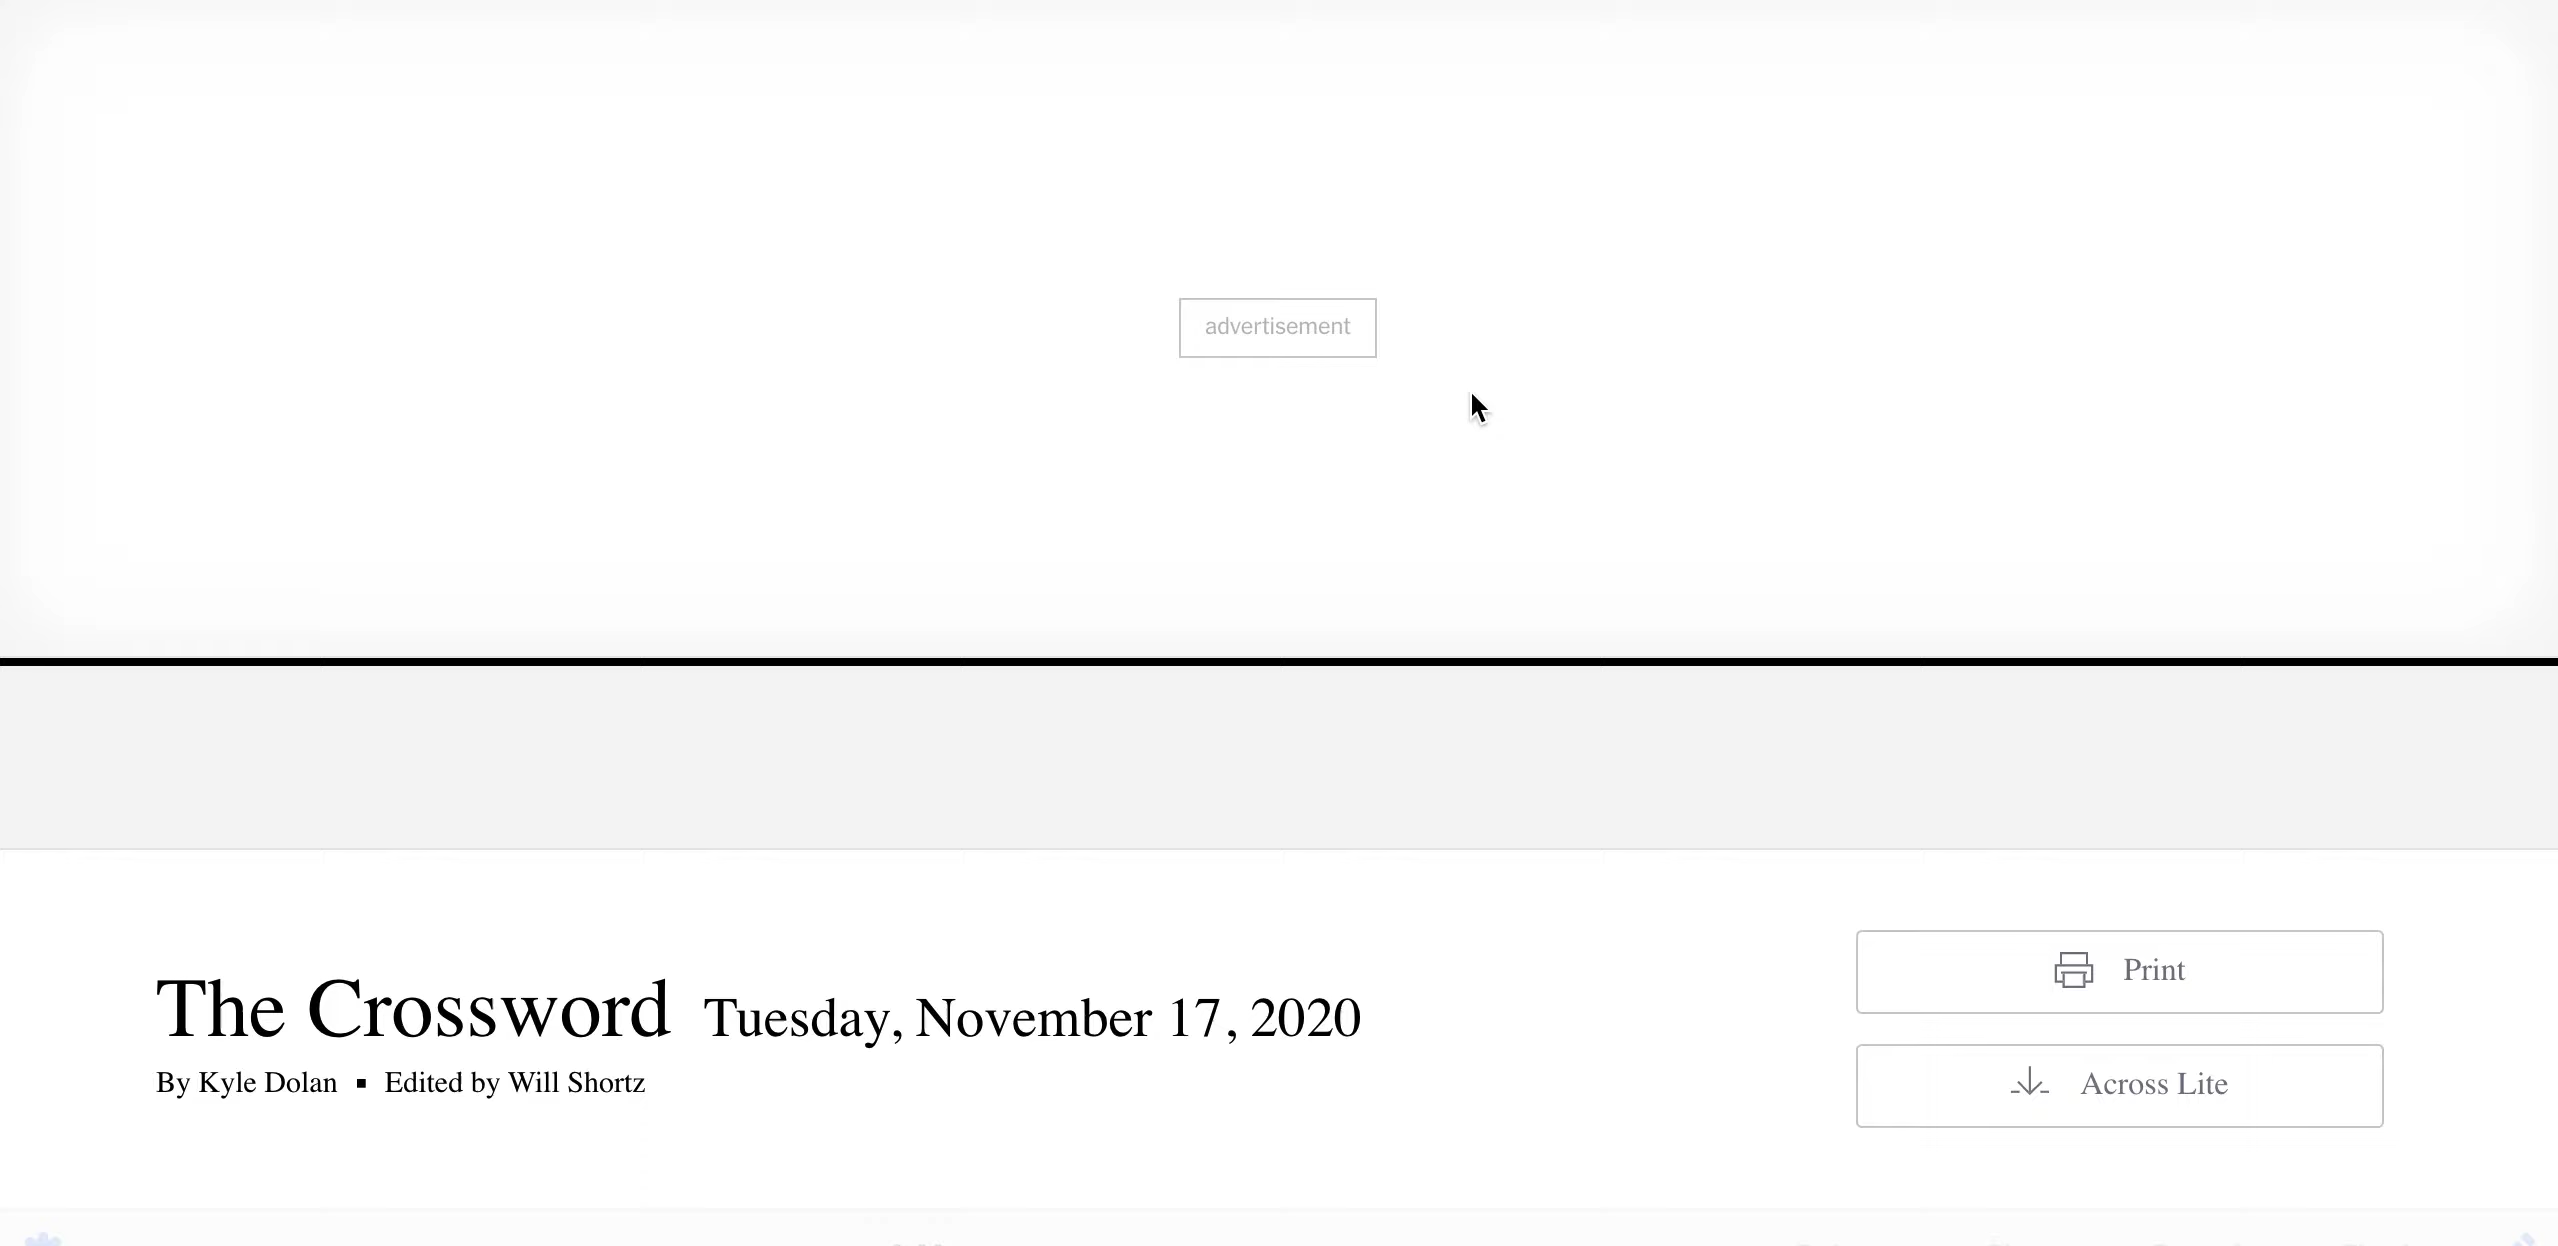 advertisement
The Crossword Tuesday, November 17, 2020
By Kyle Dolan ▪ Edited by Will Shortz
Print
Across Lite